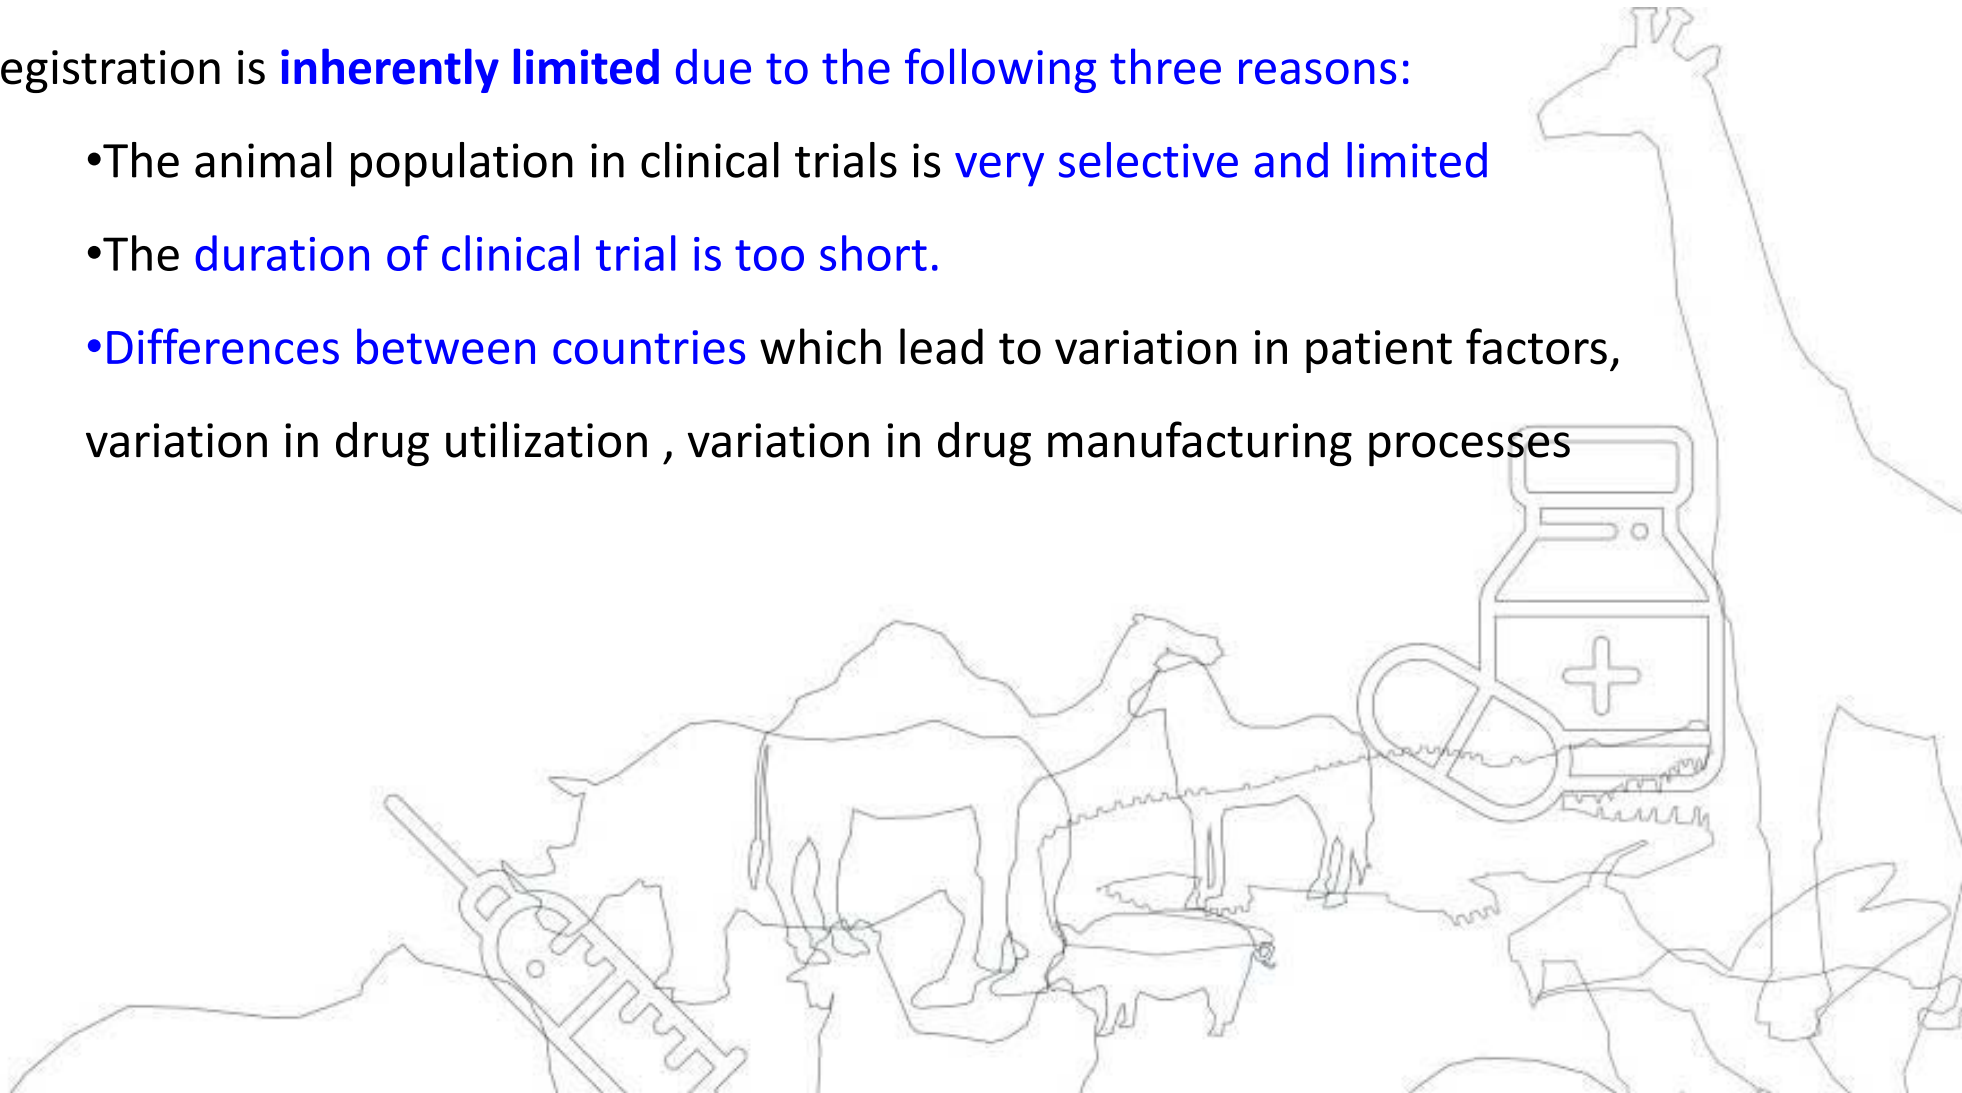 egistration is inherently limited due to the following three reasons:
•The animal population in clinical trials is very selective and limited
•The duration of clinical trial is too short.
•Differences between countries which lead to variation in patient factors,
variation in drug utilization , variation in drug manufacturing processes